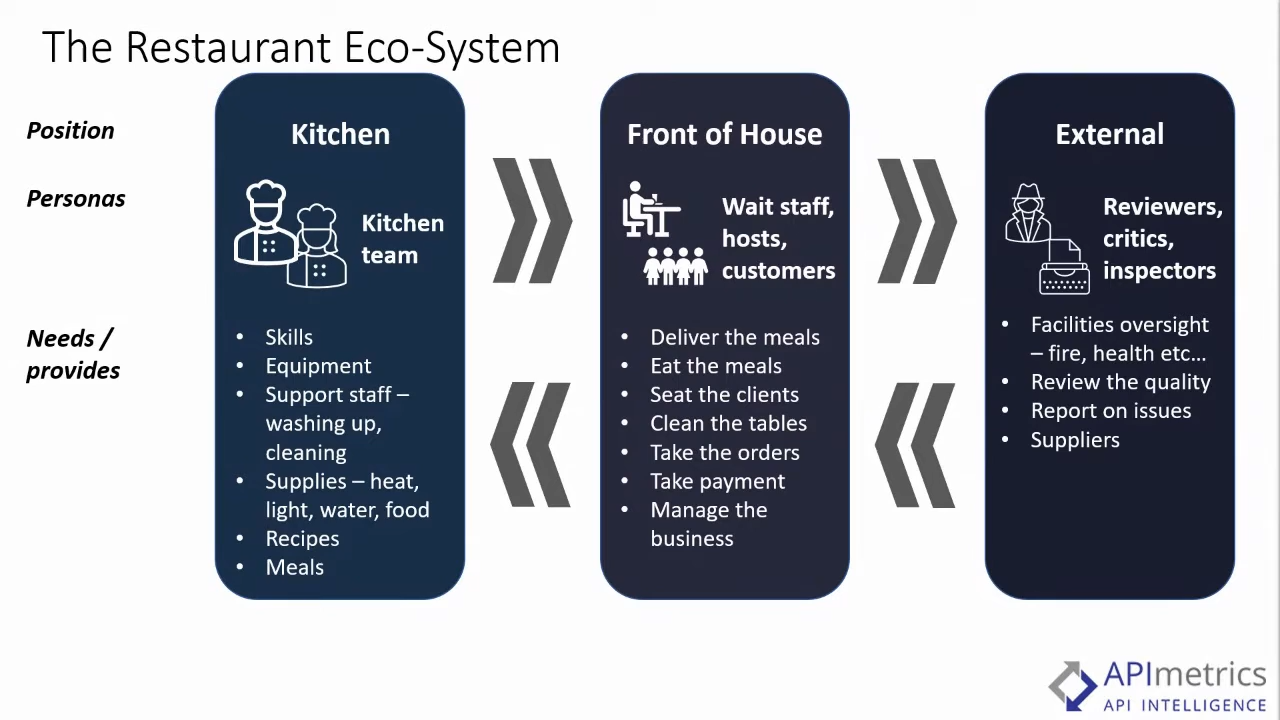 The Restaurant Eco-System
Position
Kitchen
Front of House
External
Personas
Kitchen
team
Wait staff,
hosts,
customers
Reviewers,
critics,
inspectors
Needs /
provides
• Skills
• Equipment
• Support staff –
washing up,
cleaning
• Supplies – heat,
light, water, food
• Recipes
• Meals
• Deliver the meals
• Eat the meals
• Seat the clients
• Clean the tables
• Take the orders
• Take payment
• Manage the
business
• Facilities oversight
– fire, health etc...
• Review the quality
• Report on issues
• Suppliers
APImetrics
API INTELLIGENCE